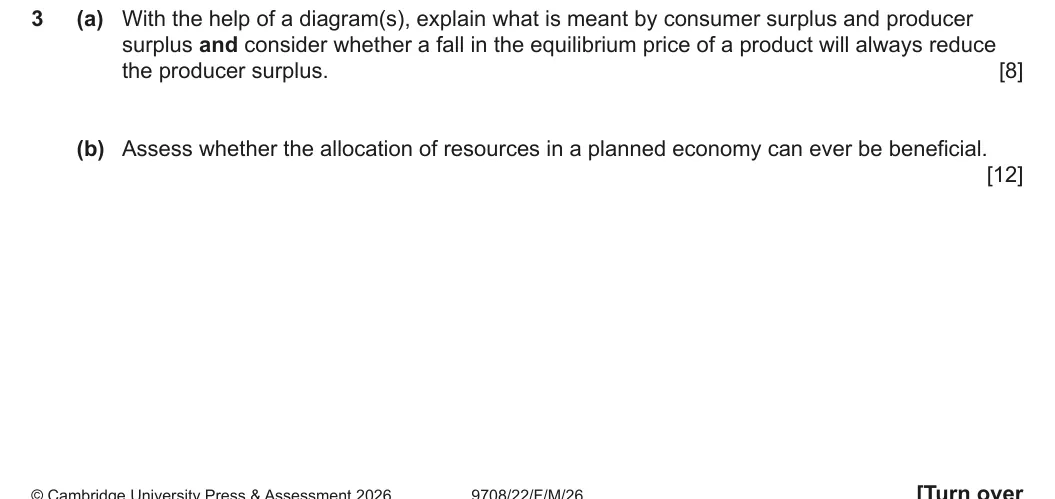 3 (a) With the help of a diagram(s), explain what is meant by consumer surplus and producer
surplus and consider whether a fall in the equilibrium price of a product will always reduce
the producer surplus. [8]
(b) Assess whether the allocation of resources in a planned economy can ever be beneficial.
[12]
© Cambridge University Press & Assessment 2026 9708/22/F/M/26 [Turn over